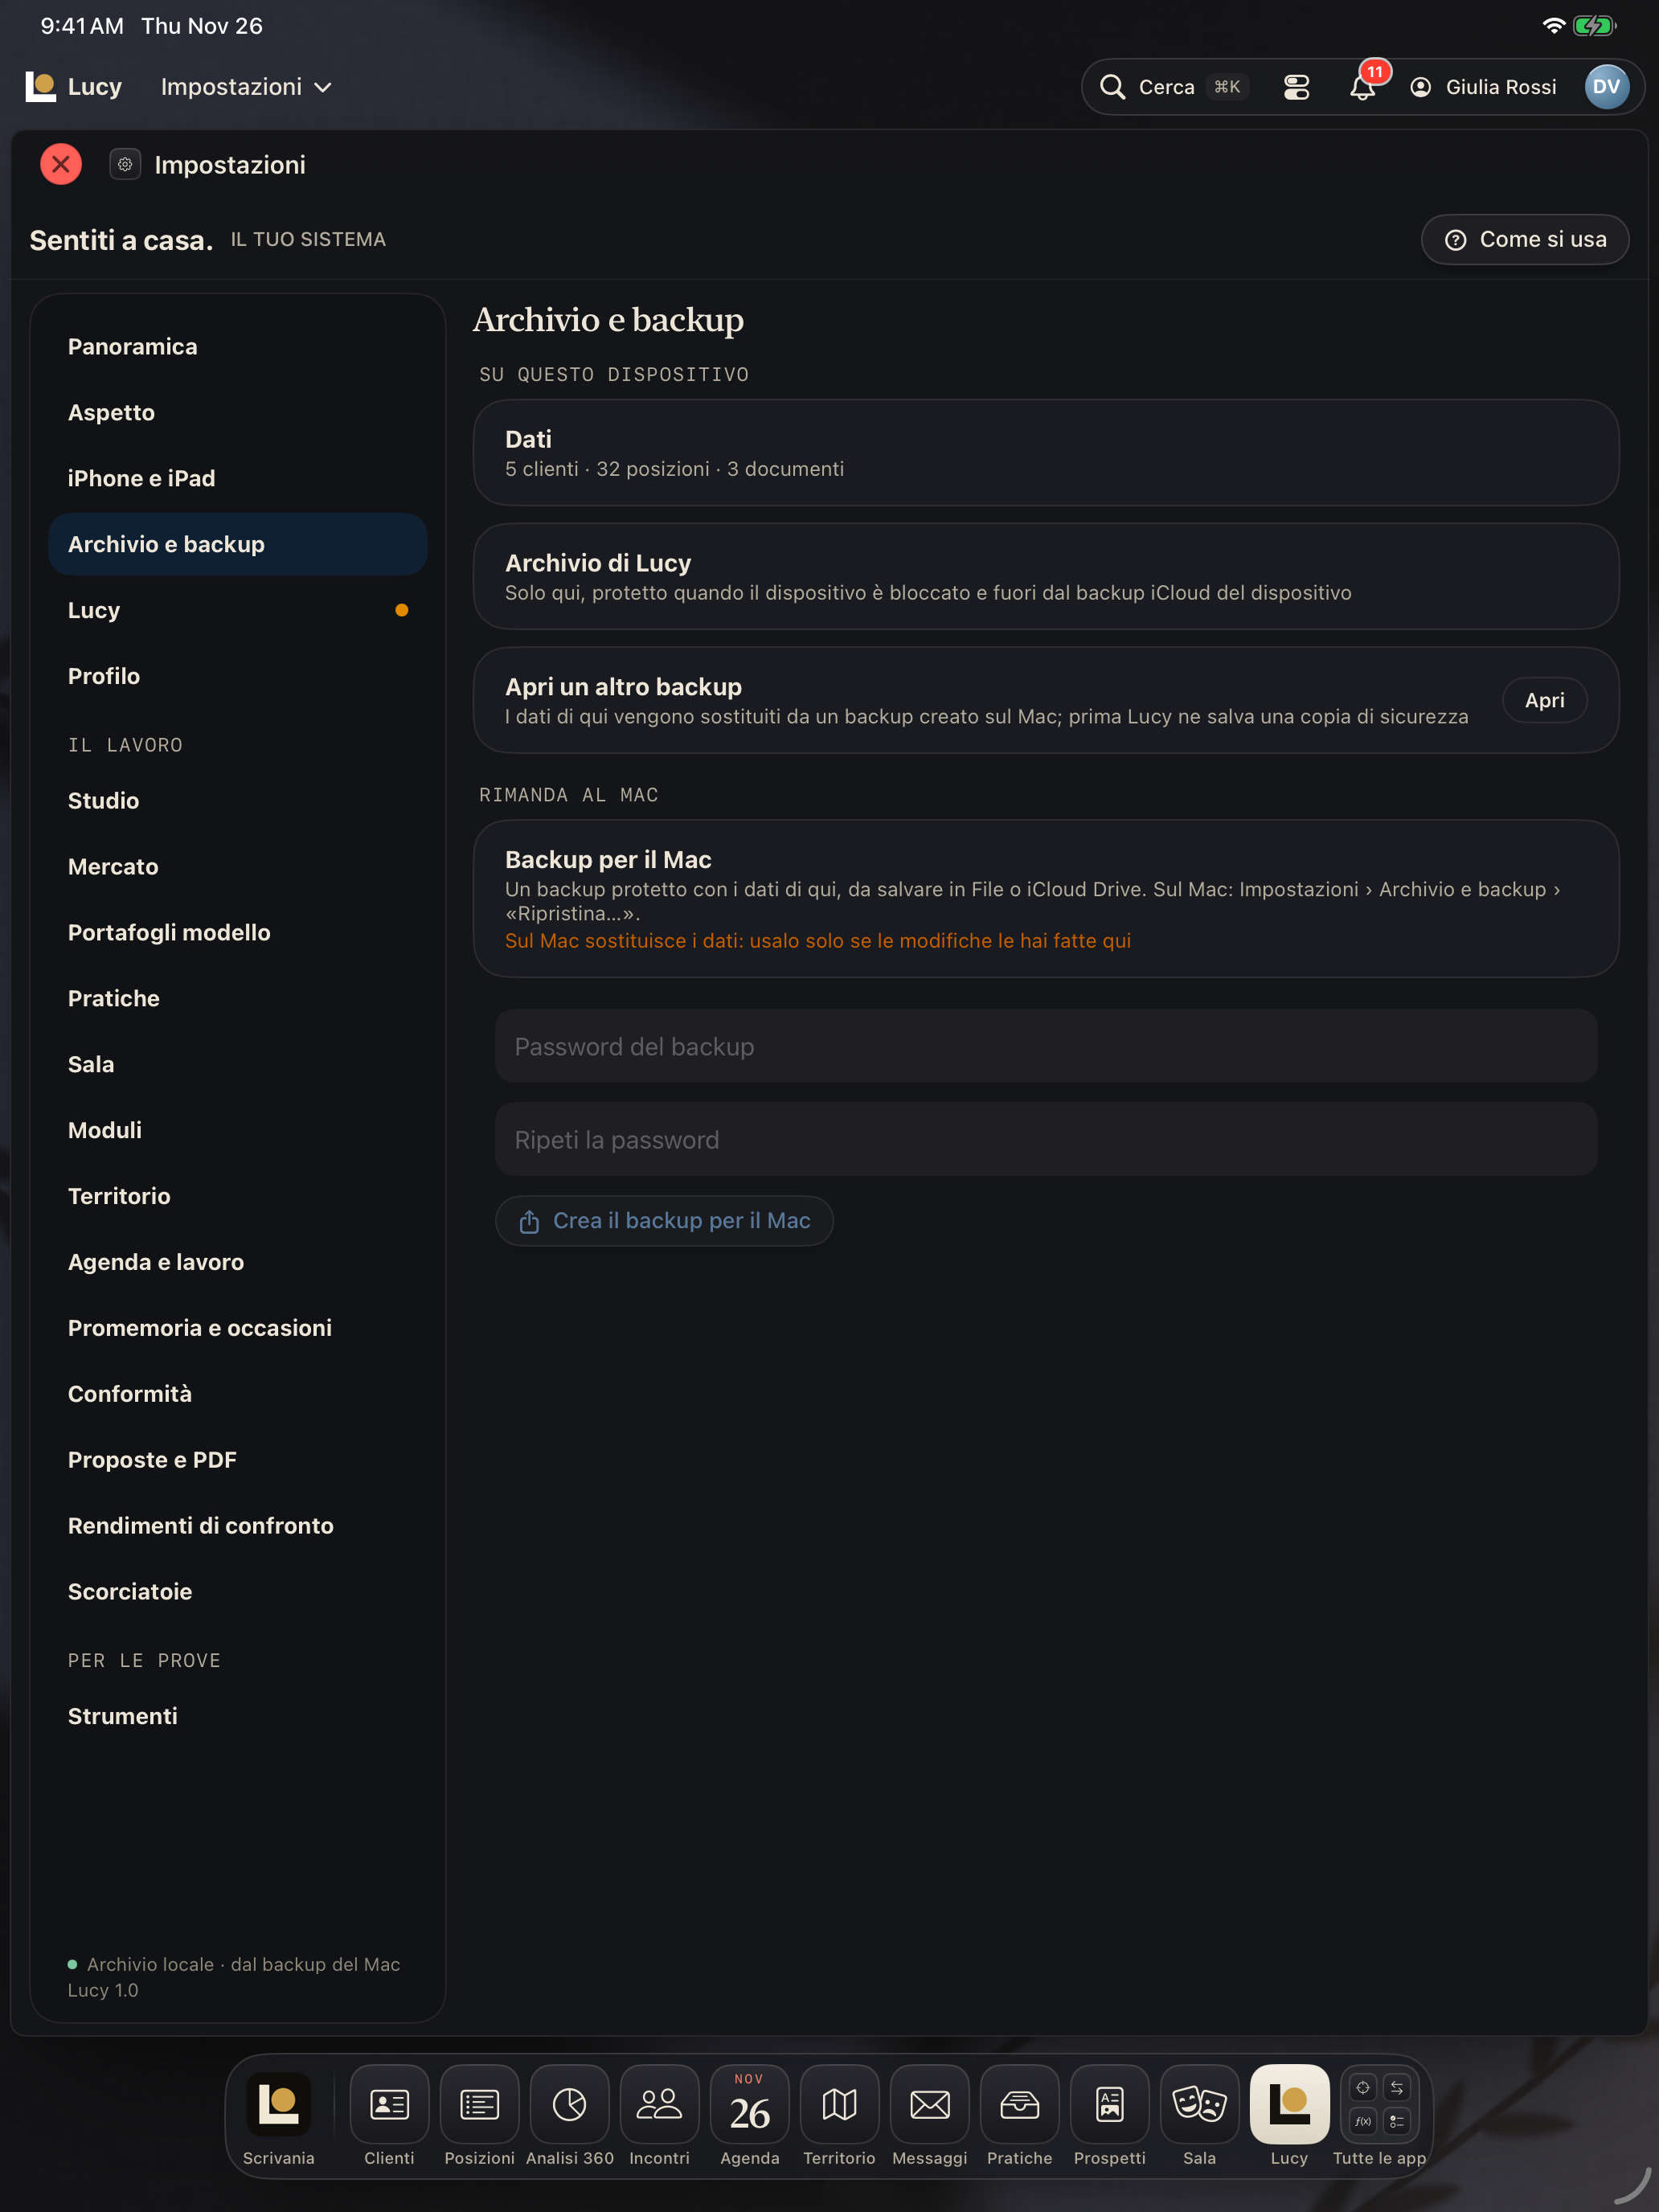 9:41 AM Thu Nov 26
Lucy Impostazioni Cerca ⌘K 11 Giulia Rossi DV
Impostazioni
Sentiti a casa. IL TUO SISTEMA Come si usa
Panoramica
Aspetto
iPhone e iPad
Archivio e backup
Lucy
Profilo
IL LAVORO
Studio
Mercato
Portafogli modello
Pratiche
Sala
Moduli
Territorio
Agenda e lavoro
Promemoria e occasioni
Conformità
Proposte e PDF
Rendimenti di confronto
Scorciatoie
PER LE PROVE
Strumenti
Archivio locale · dal backup del Mac
Lucy 1.0
Archivio e backup
SU QUESTO DISPOSITIVO
Dati
5 clienti · 32 posizioni · 3 documenti
Archivio di Lucy
Solo qui, protetto quando il dispositivo è bloccato e fuori dal backup iCloud del dispositivo
Apri un altro backup
I dati di qui vengono sostituiti da un backup creato sul Mac; prima Lucy ne salva una copia di sicurezza
Apri
RIMANDA AL MAC
Backup per il Mac
Un backup protetto con i dati di qui, da salvare in File o iCloud Drive. Sul Mac: Impostazioni › Archivio e backup ›
«Ripristina…».
Sul Mac sostituisce i dati: usalo solo se le modifiche le hai fatte qui
Password del backup
Ripeti la password
Crea il backup per il Mac
NOV
26
f(x)
Scrivania Clienti Posizioni Analisi 360 Incontri Agenda Territorio Messaggi Pratiche Prospetti Sala Lucy Tutte le app